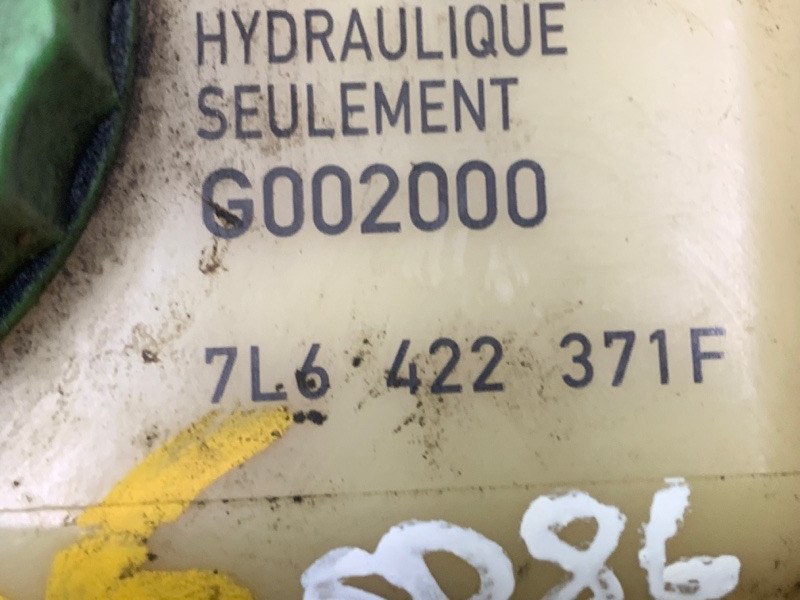 HYDRAULIQUE
SEULEMENT
G002000
7L6 422 371F